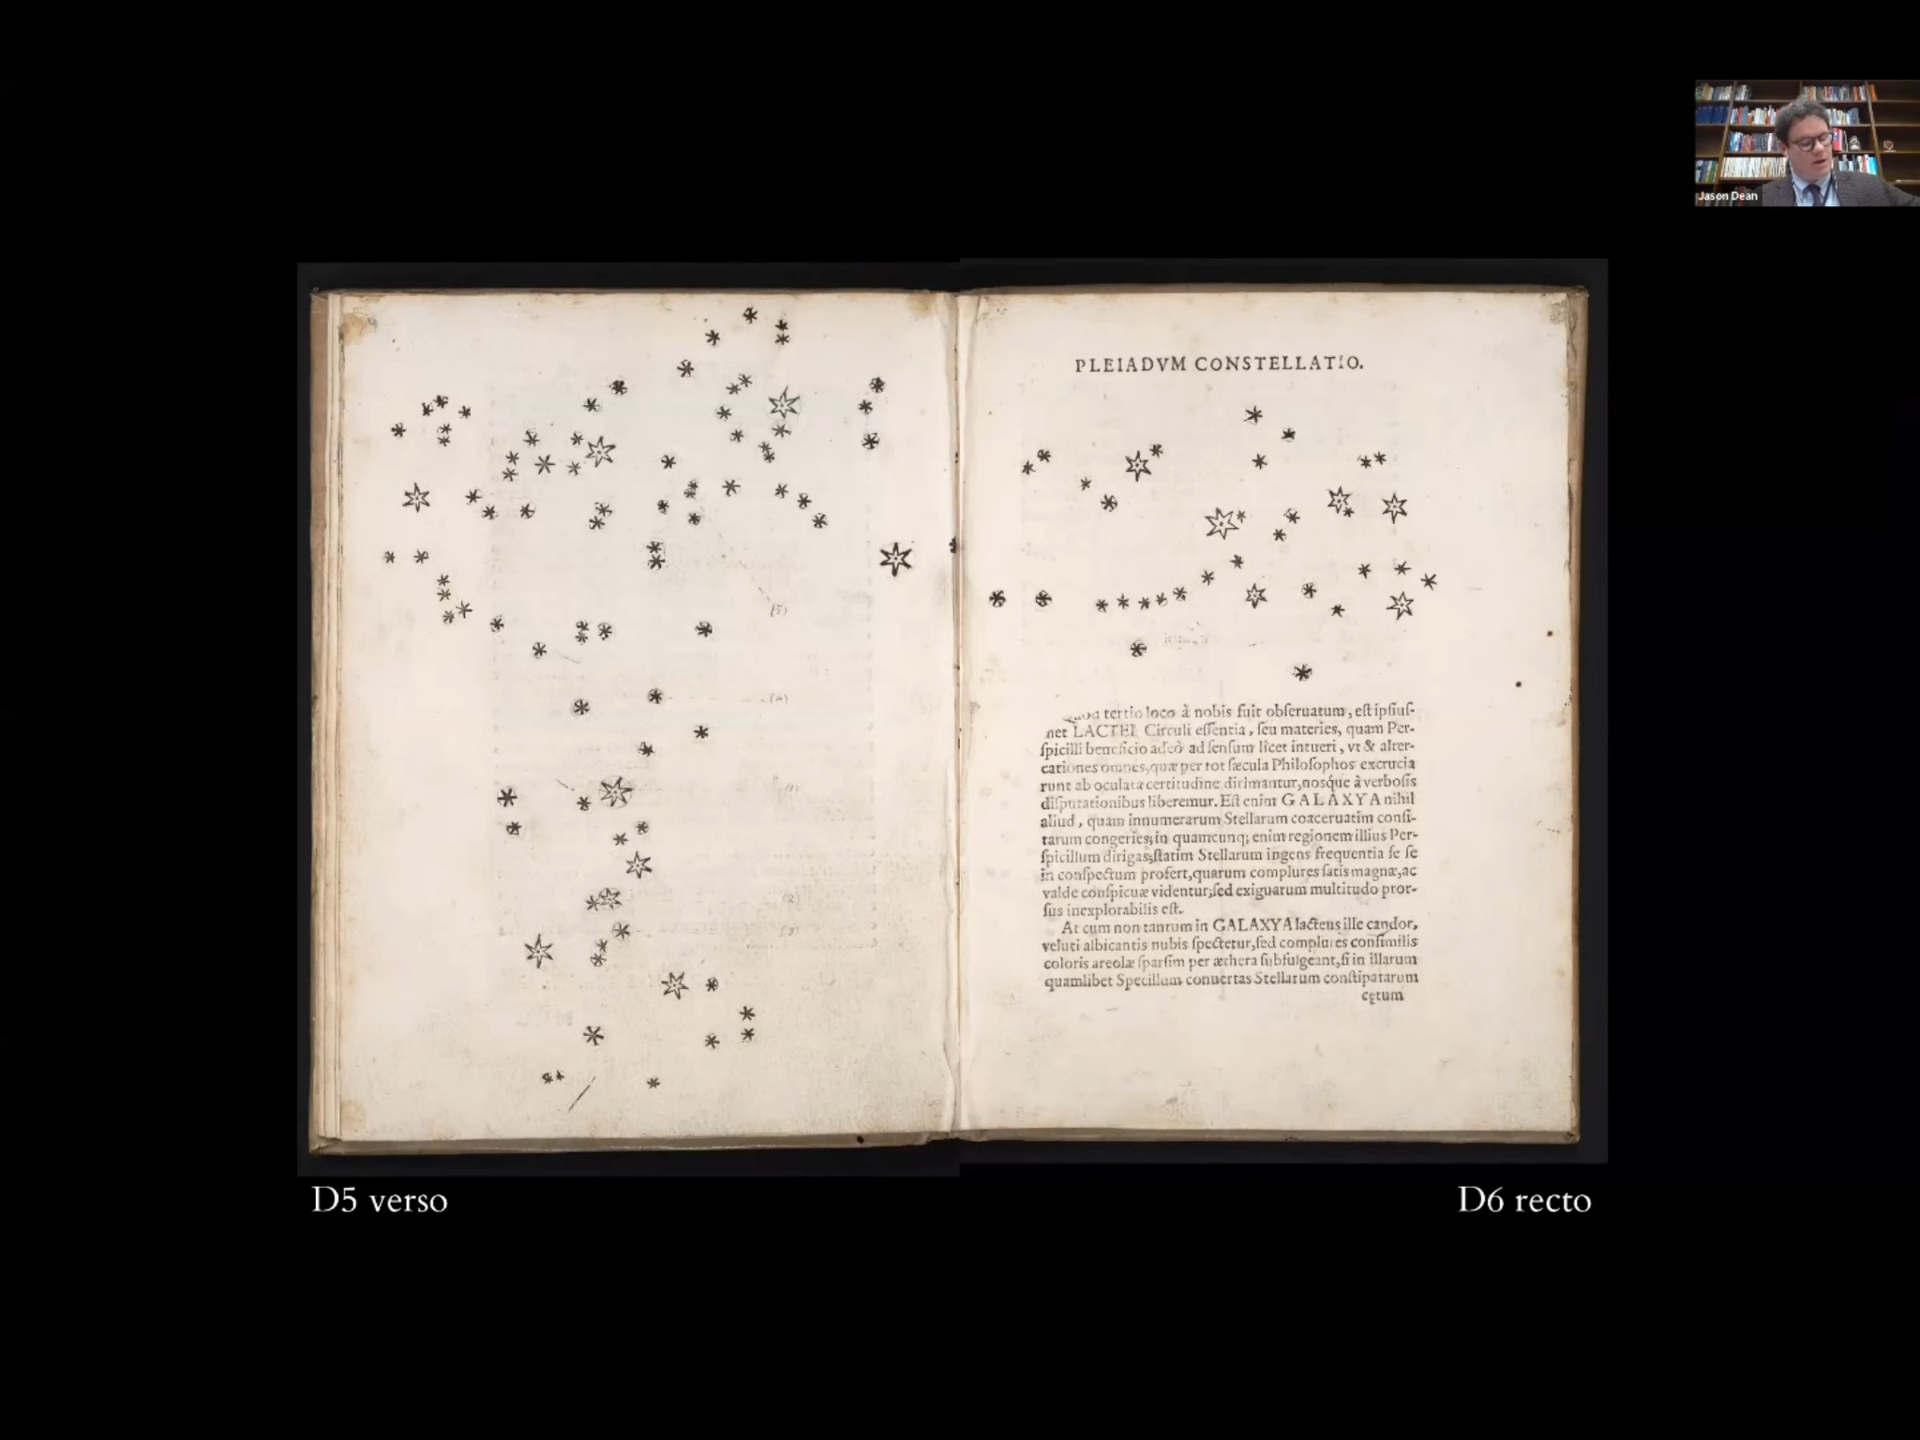 Jason Dean
PLEIADVM CONSTELLATIO.
tertio loco à nobis fuit obſeruatum, eſt ipſiuſ-
met LACTEI Circuli eſſentia, ſeu materies, quam Per-
ſpicilli beneficio adeò ad ſenſum licet intueri, vt & alter-
cationes omnes, quæ per tot ſæcula Philoſophos excrucia
runt ab oculata certitudine dirimantur, noſque à verboſis
diſputationibus liberemur. Eſt enim GALAXYA nihil
aliud, quam innumerarum Stellarum coaceruatim conſi-
tarum congeries; in quamcunq; enim regionem illius Per-
ſpicillum dirigas, ſtatim Stellarum ingens frequentia ſe ſe
in conſpectum profert, quarum complures ſatis magnæ, ac
valde conſpicuæ videntur; ſed exiguarum multitudo pror-
ſus inexplorabilis eſt.
At cum non tantum in GALAXYA lacteus ille candor,
veluti albicantis nubis ſpectetur, ſed complures conſimilis
coloris areolæ ſparſim per æthera ſubfulgeant, ſi in illarum
quamlibet Specillum conuertas Stellarum conſtipatarum
cętum
D5 verso
D6 recto